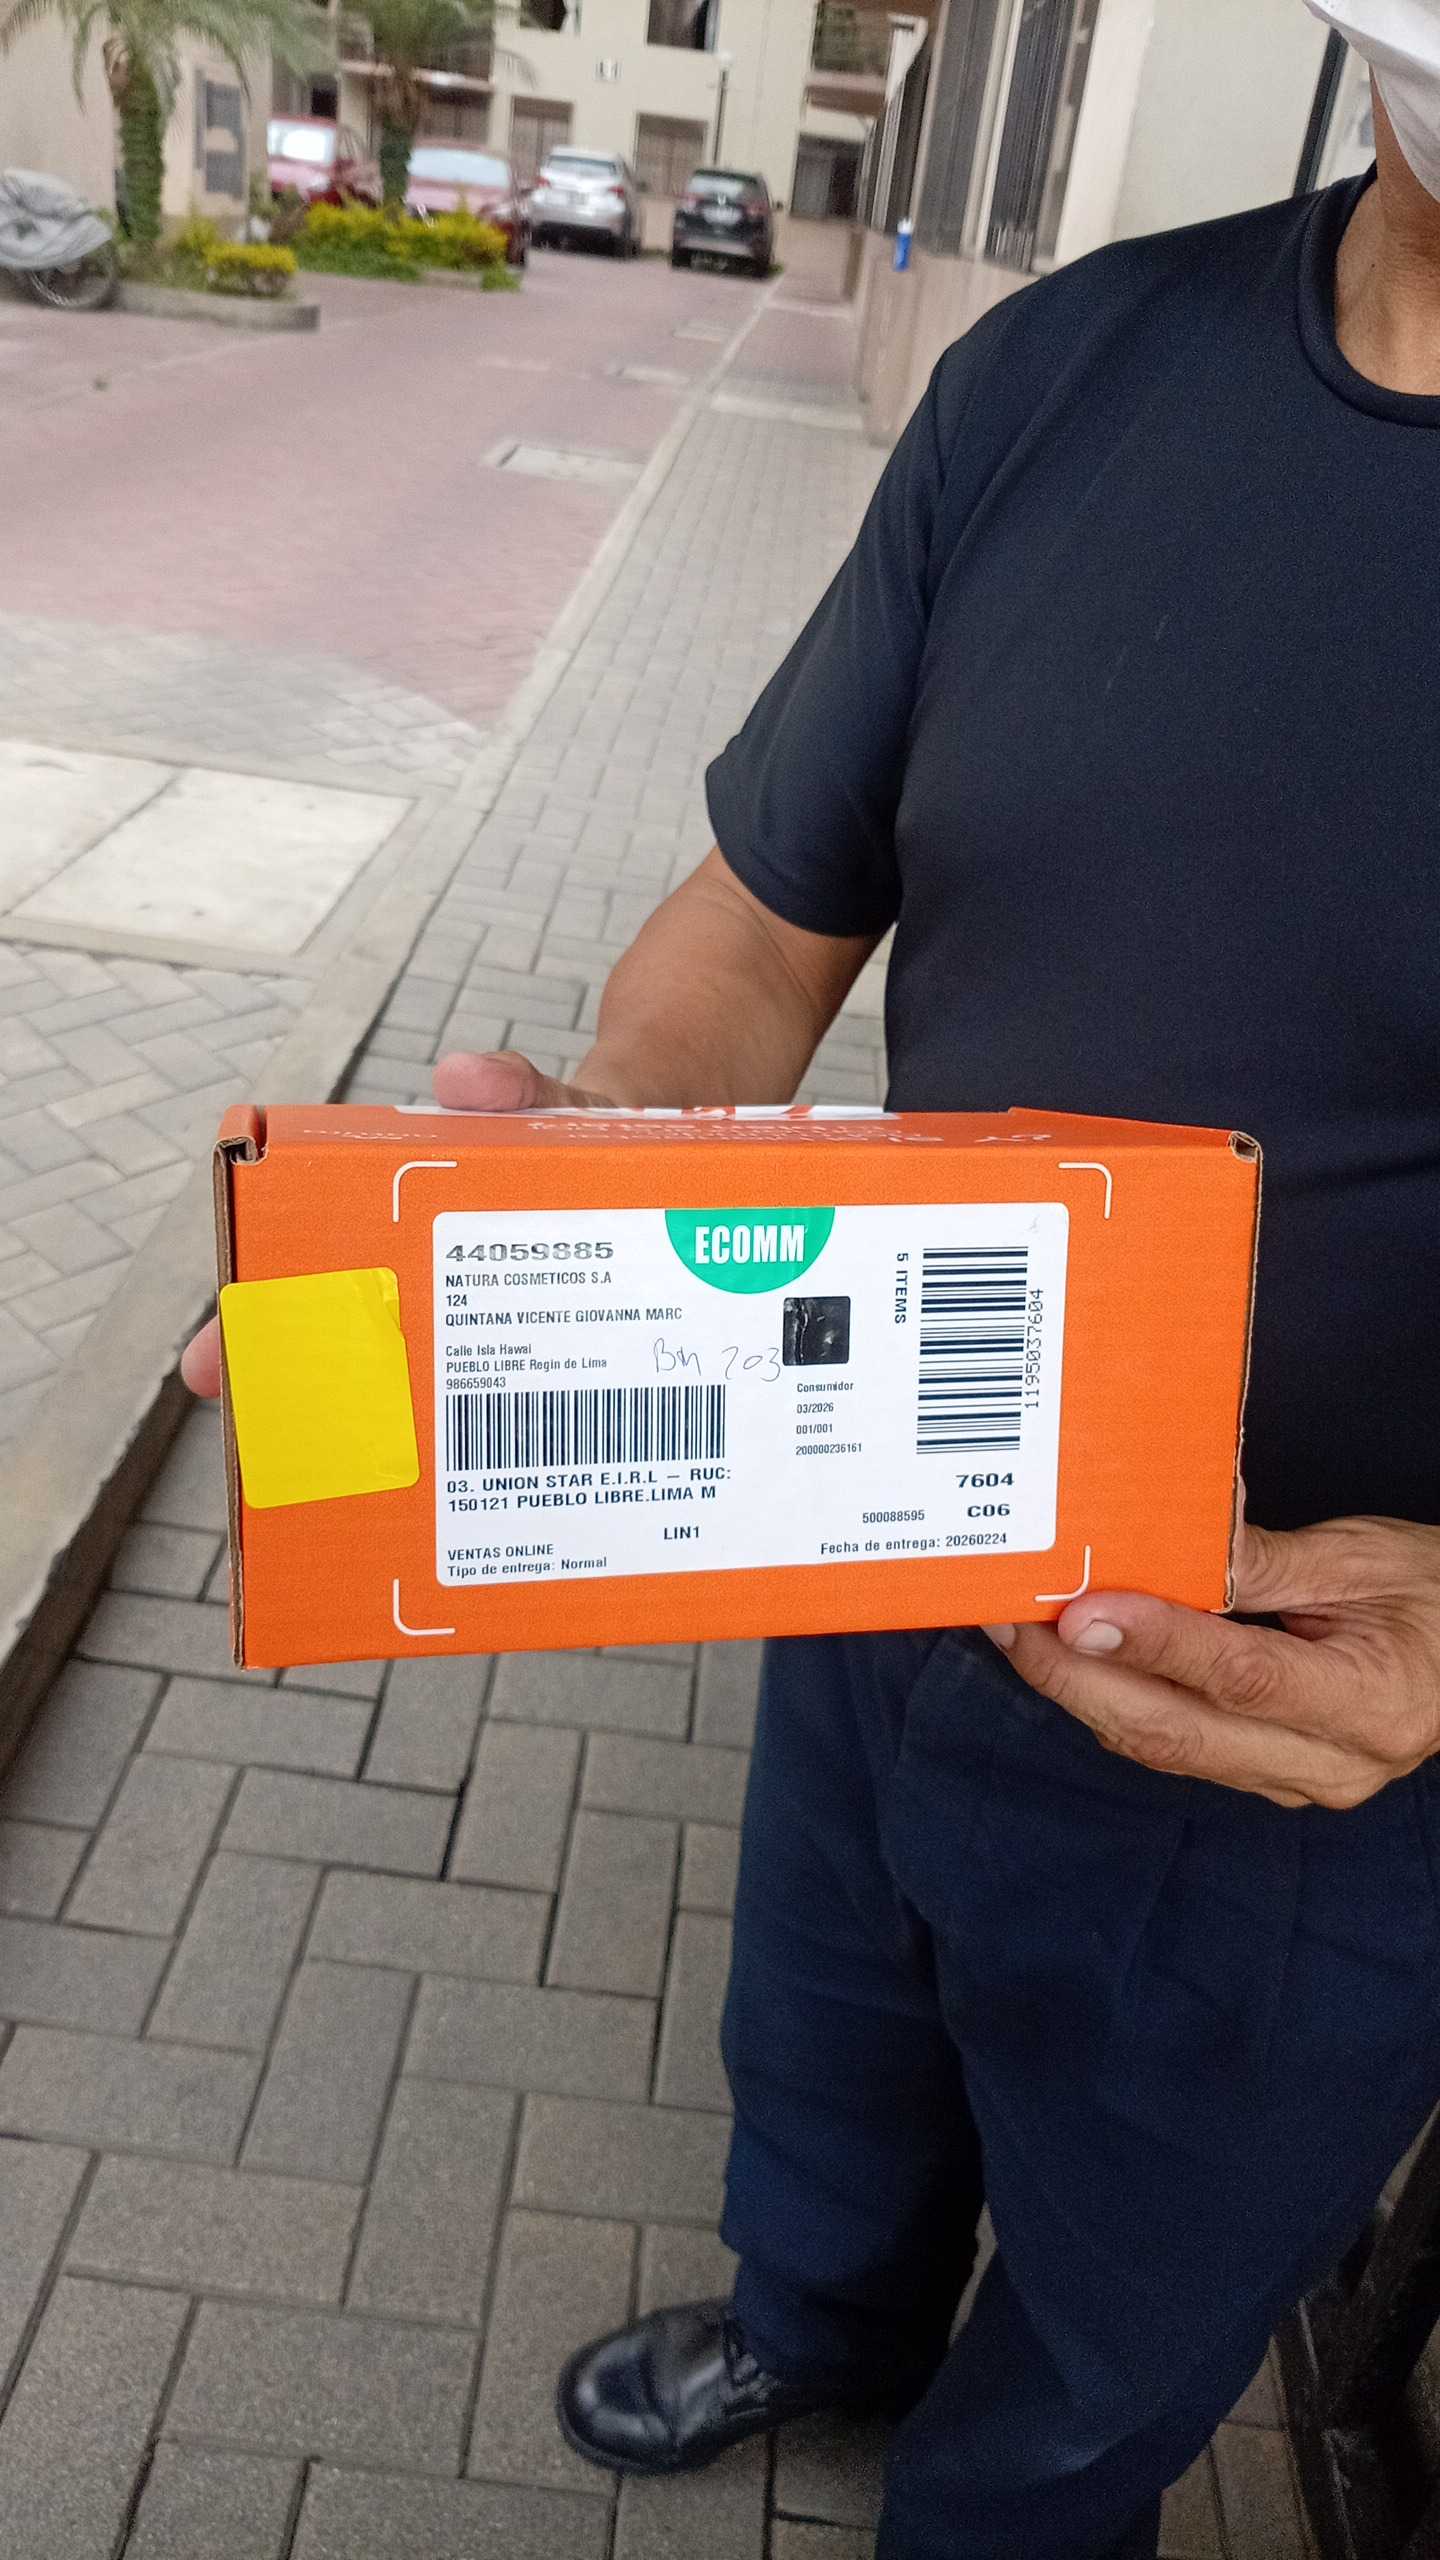 ECOMM
44059885
NATURA COSMETICOS S.A
124
QUINTANA VICENTE GIOVANNA MARC
Calle Isla Hawai
PUEBLO LIBRE Regin de Lima
986659043
203
5 ITEMS
1195037604
Consumidor
03/2026
001/001
200000236161
03. UNION STAR E.I.R.L – RUC:
150121 PUEBLO LIBRE.LIMA M
7604
LIN1
500088595
C06
VENTAS ONLINE
Tipo de entrega: Normal
Fecha de entrega: 20260224